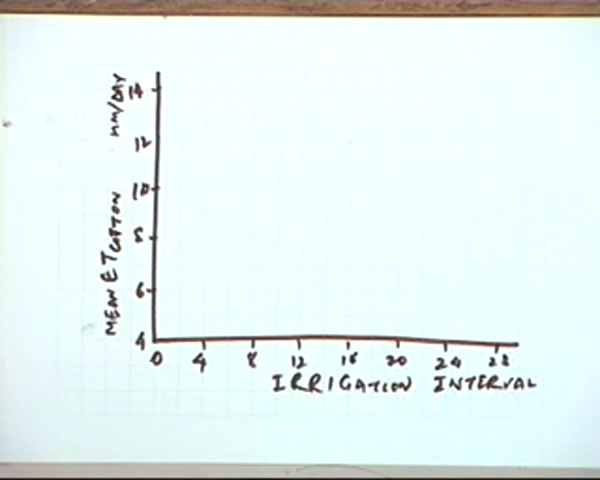 MEAN ET COTTON MM/DAY
14
12
10
8
6
4
0 4 8 12 16 20 24 28
IRRIGATION INTERVAL